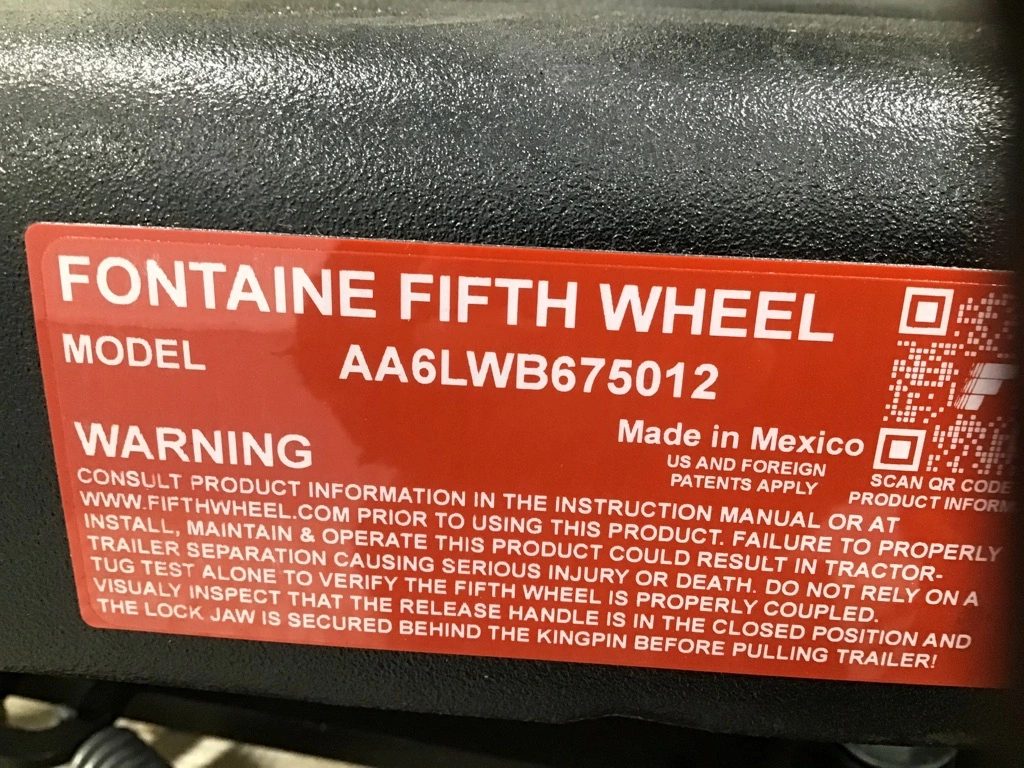 FONTAINE FIFTH WHEEL
MODEL AA6LWB675012
WARNING
Made in Mexico
US AND FOREIGN
PATENTS APPLY
SCAN QR CODE
PRODUCT INFORM
CONSULT PRODUCT INFORMATION IN THE INSTRUCTION MANUAL OR AT
WWW.FIFTHWHEEL.COM PRIOR TO USING THIS PRODUCT. FAILURE TO PROPERLY
INSTALL, MAINTAIN & OPERATE THIS PRODUCT COULD RESULT IN TRACTOR-
TRAILER SEPARATION CAUSING SERIOUS INJURY OR DEATH. DO NOT RELY ON A
TUG TEST ALONE TO VERIFY THE FIFTH WHEEL IS PROPERLY COUPLED.
VISUALY INSPECT THAT THE RELEASE HANDLE IS IN THE CLOSED POSITION AND
THE LOCK JAW IS SECURED BEHIND THE KINGPIN BEFORE PULLING TRAILER!